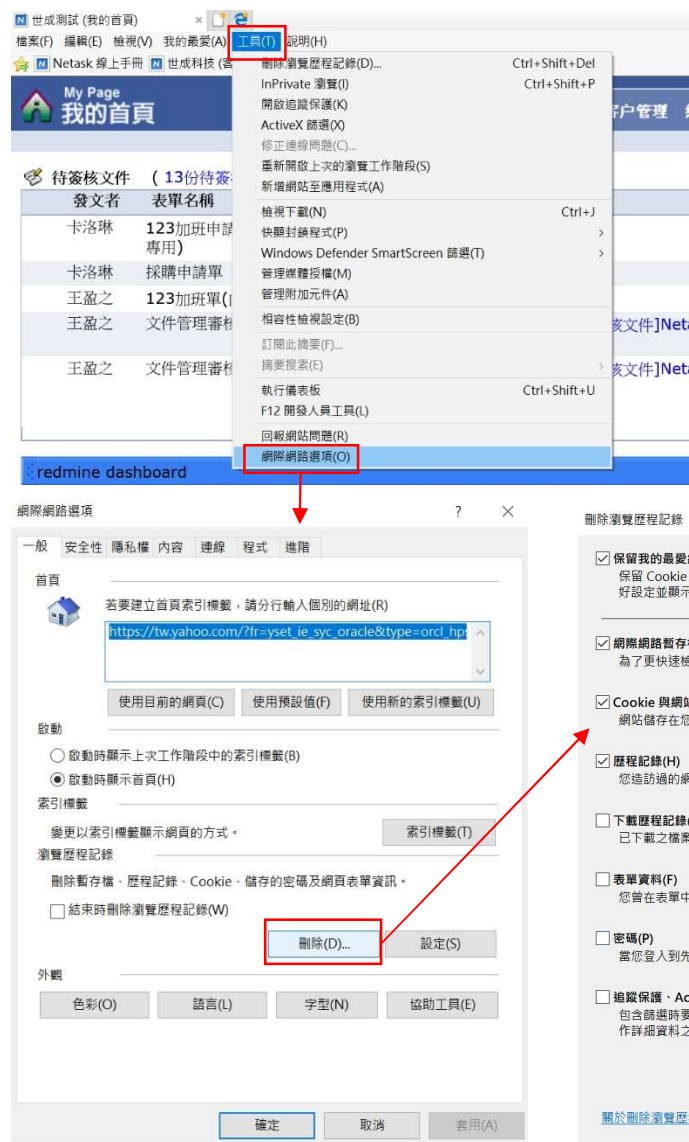 世成測試 (我的首頁) ×
檔案(F) 編輯(E) 檢視(V) 我的最愛(A) 工具(T) 說明(H)
Netask 線上手冊 世成科技 (客
刪除瀏覽歷程記錄(D)... Ctrl+Shift+Del
InPrivate 瀏覽(I) Ctrl+Shift+P
開啟追蹤保護(K)
ActiveX 篩選(X)
修正連線問題(C)...
重新開啟上次的瀏覽工作階段(S)
新增網站至應用程式(A)
檢視下載(N) Ctrl+J
快顯封鎖程式(P) >
Windows Defender SmartScreen 篩選(T) >
管理媒體授權(M)
管理附加元件(A)
相容性檢視設定(B)
訂閱此摘要(F)...
摘要搜索(E) >
執行儀表板 Ctrl+Shift+U
F12 開發人員工具(L)
回報網站問題(R)
網際網路選項(O)
My Page
我的首頁
客户管理
待簽核文件 ( 13份待簽
發文者 表單名稱
卡洛琳 123加班申請
專用)
卡洛琳 採購申請單
王盈之 123加班單(
王盈之 文件管理審核
核文件]Neta
王盈之 文件管理審核
核文件]Neta
redmine dashboard
網際網路選項 ? ×
一般 安全性 隱私權 內容 連線 程式 進階
首頁
若要建立首頁索引標籤，請分行輸入個別的網址(R)
https://tw.yahoo.com/?fr=yset_ie_syc_oracle&type=orcl_hp
使用目前的網頁(C) 使用預設值(F) 使用新的索引標籤(U)
啟動
啟動時顯示上次工作階段中的索引標籤(B)
啟動時顯示首頁(H)
索引標籤
變更以索引標籤顯示網頁的方式。 索引標籤(T)
瀏覽歷程記錄
刪除暫存檔、歷程記錄、Cookie、儲存的密碼及網頁表單資訊。
結束時刪除瀏覽歷程記錄(W)
刪除(D)... 設定(S)
外觀
色彩(O) 語言(L) 字型(N) 協助工具(E)
確定 取消 套用(A)
刪除瀏覽歷程記錄
保留我的最愛
保留 Cookie
好設定並顯示
網際網路暫存
為了更快速檢
Cookie 與網站
網站儲存在您
歷程記錄(H)
您造訪過的網
下載歷程記錄(
已下載之檔案
表單資料(F)
您曾在表單中
密碼(P)
當您登入到先
追蹤保護、Ac
包含篩選時要
作詳細資料之
關於刪除瀏覽歷